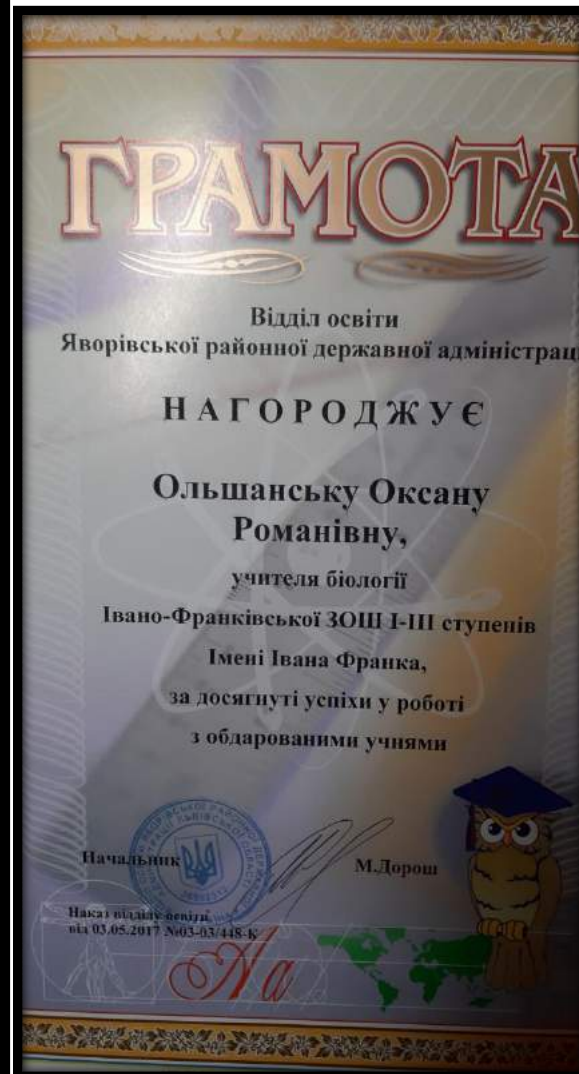 ГРАМОТА
Відділ освіти
Яворівської районної державної адміністрац
НАГОРОДЖУЄ
Ольшанську Оксану
Романівну,
учителя біології
Івано-Франківської ЗОШ І-ІІІ ступенів
Імені Івана Франка,
за досягнуті успіхи у роботі
з обдарованими учнями
Начальник
М.Дорош
Наказ відділу освіти
від 03.05.2017 №03-03/448-К
Na